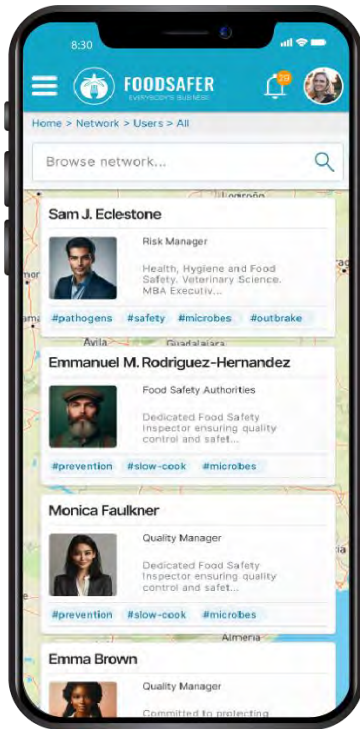 8:30
FOODSAFER
EVERYBODY'S BUSINESS
29
Home > Network > Users > All
Browse network...
Logroño
Sam J. Eclestone
Risk Manager
Health, Hygiene and Food
Safety. Veterinary Science.
MBA Executiv...
#pathogens #safety #microbes #outbrake
Avila Guadalajara
Emmanuel M. Rodriguez-Hernandez
Food Safety Authorities
Dedicated Food Safety
Inspector ensuring quality
control and safet...
#prevention #slow-cook #microbes
Monica Faulkner
Quality Manager
Dedicated Food Safety
Inspector ensuring quality
control and safet...
#prevention #slow-cook #microbes
Almeria
Emma Brown
Quality Manager
Committed to protecting